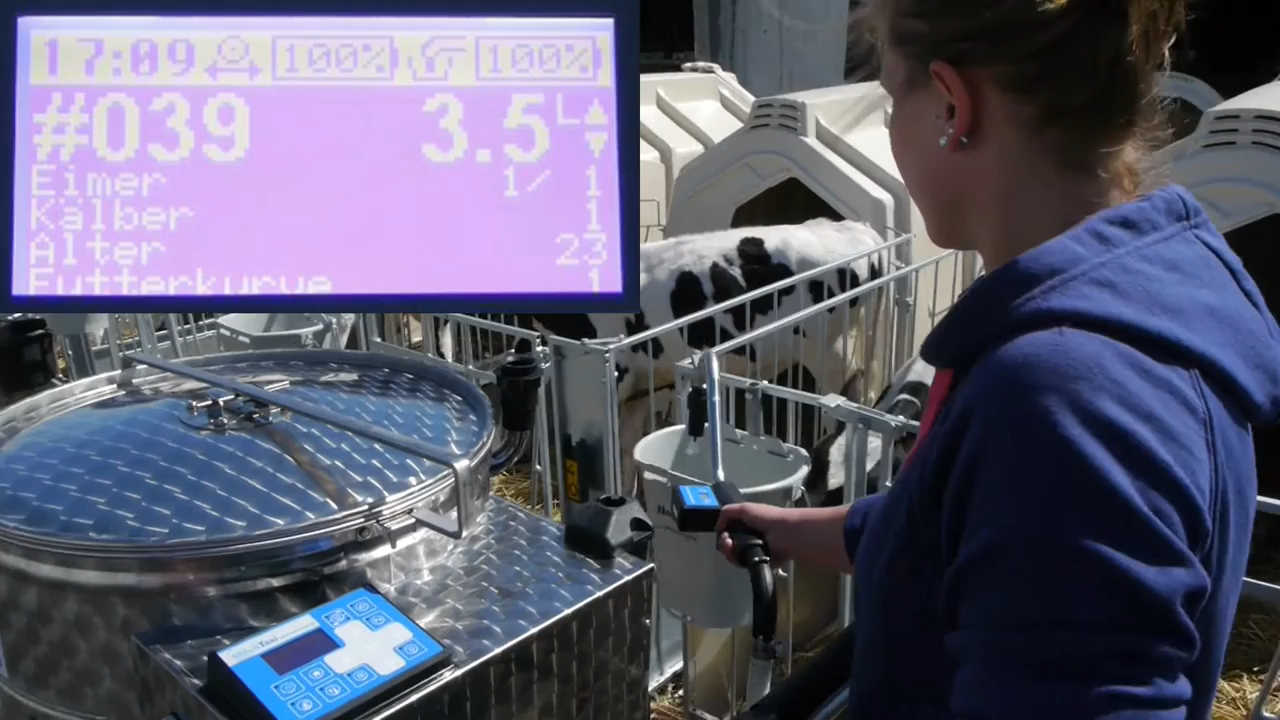 17:09 100% 100%
#039 3.5 L
Eimer 1/ 1
Kälber 1
Alter 23
Futterkurve 1